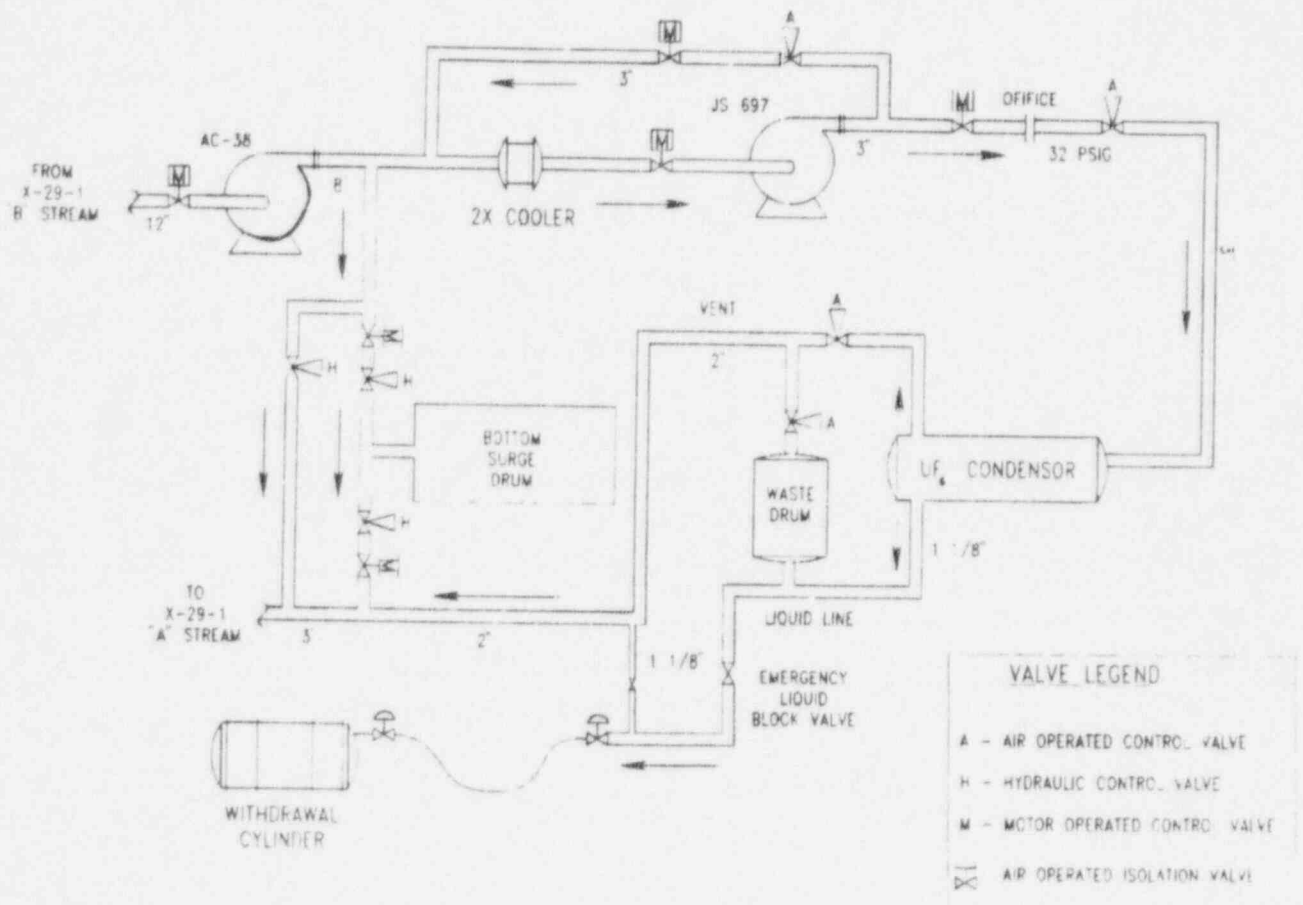 A
M
3"
JS 697
M
OFIFICE
A
AC-38
M
3"
32 PSIG
FROM
X-29-1
"B" STREAM
M
12"
8
2X COOLER
3"
A
VENT
2"
M
H
H
A
BOTTOM
SURGE
DRUM
WASTE
DRUM
UF6 CONDENSOR
H
M
1 1/8"
TO
X-29-1
"A" STREAM
3
2"
LIQUID LINE
1 1/8"
EMERGENCY
LIQUID
BLOCK VALVE
WITHDRAWAL
CYLINDER
VALVE LEGEND
A - AIR OPERATED CONTROL VALVE
H - HYDRAULIC CONTROL VALVE
M - MOTOR OPERATED CONTROL VALVE
AIR OPERATED ISOLATION VALVE